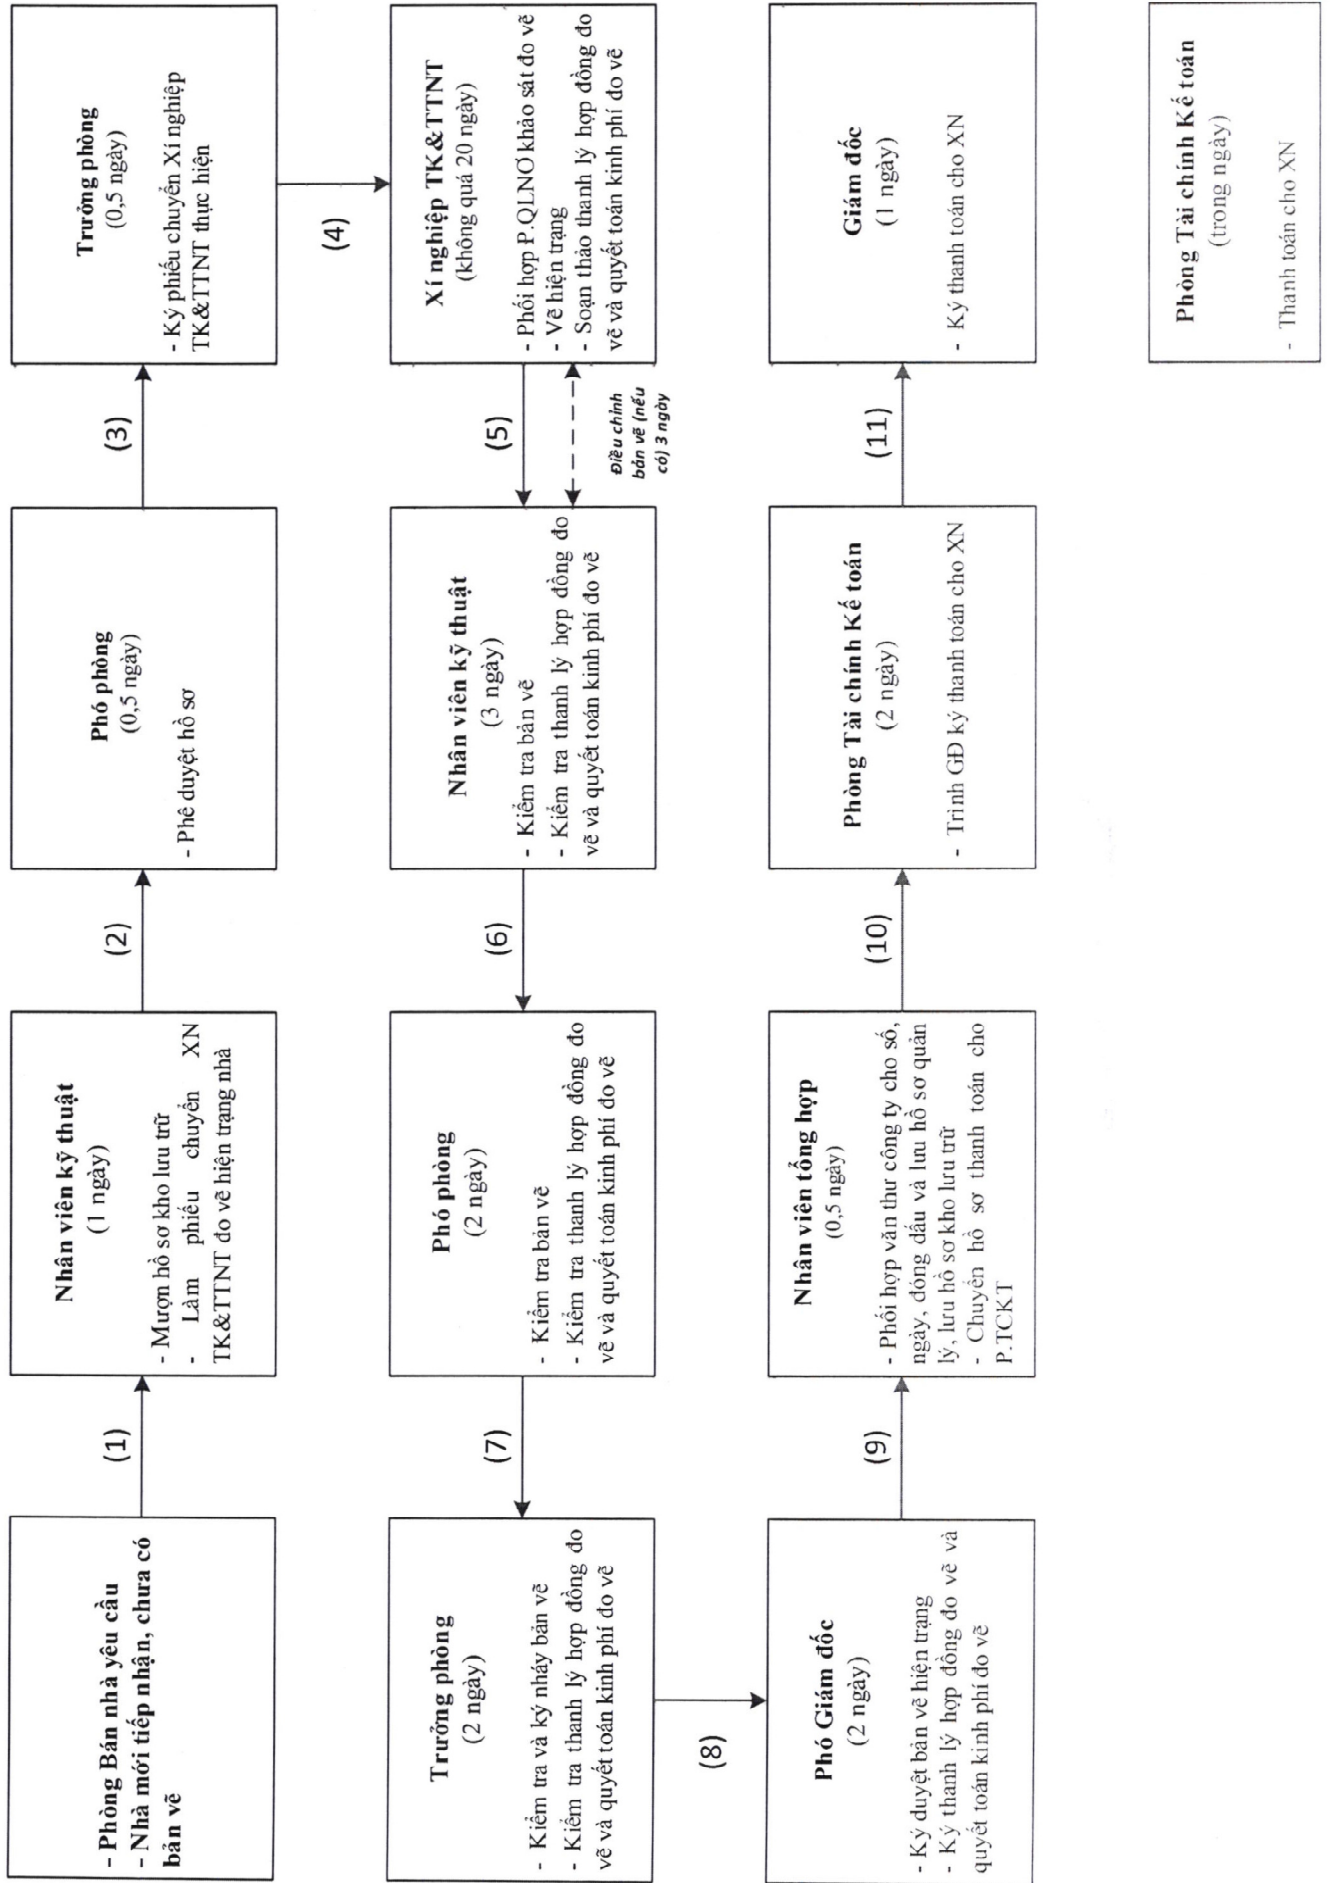 - Phòng Bán nhà yêu cầu
- Nhà mới tiếp nhận, chưa có
bản vẽ
(1)
Nhân viên kỹ thuật
(1 ngày)
- Mượn hồ sơ kho lưu trữ
- Làm phiếu chuyển XN
TK&TTNT đo vẽ hiện trạng nhà
(2)
Phó phòng
(0,5 ngày)
- Phê duyệt hồ sơ
(3)
Trưởng phòng
(0,5 ngày)
- Ký phiếu chuyển Xí nghiệp
TK&TTNT thực hiện
(4)
Xí nghiệp TK&TTNT
(không quá 20 ngày)
- Phối hợp P.QLNƠ khảo sát đo vẽ
- Vẽ hiện trạng
- Soạn thảo thanh lý hợp đồng đo
vẽ và quyết toán kinh phí đo vẽ
(5)
Điều chỉnh
bản vẽ (nếu
có) 3 ngày
Nhân viên kỹ thuật
(3 ngày)
- Kiểm tra bản vẽ
- Kiểm tra thanh lý hợp đồng đo
vẽ và quyết toán kinh phí đo vẽ
(6)
Phó phòng
(2 ngày)
- Kiểm tra bản vẽ
- Kiểm tra thanh lý hợp đồng đo
vẽ và quyết toán kinh phí đo vẽ
(7)
Trưởng phòng
(2 ngày)
- Kiểm tra và ký nháy bản vẽ
- Kiểm tra thanh lý hợp đồng đo
vẽ và quyết toán kinh phí đo vẽ
(8)
Phó Giám đốc
(2 ngày)
- Ký duyệt bản vẽ hiện trạng
- Ký thanh lý hợp đồng đo vẽ và
quyết toán kinh phí đo vẽ
(9)
Nhân viên tổng hợp
(0,5 ngày)
- Phối hợp văn thư công ty cho số,
ngày, đóng dấu và lưu hồ sơ quản
lý, lưu hồ sơ kho lưu trữ
- Chuyển hồ sơ thanh toán cho
P.TCKT
(10)
Phòng Tài chính Kế toán
(2 ngày)
- Trình GĐ ký thanh toán cho XN
(11)
Giám đốc
(1 ngày)
- Ký thanh toán cho XN
Phòng Tài chính Kế toán
(trong ngày)
- Thanh toán cho XN